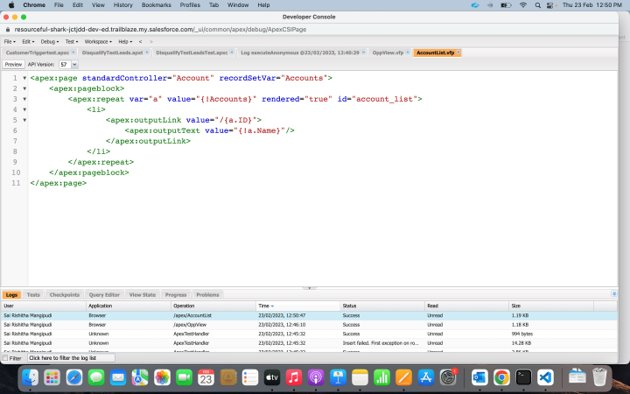 Chrome File Edit View History Bookmarks Profiles Tab Window Help Thu 23 Feb 12:50 PM
Developer Console
resourceful-shark-jctjdd-dev-ed.trailblaze.my.salesforce.com/_ui/common/apex/debug/ApexCSIPage
File Edit Debug Test Workspace Help < >
CustomerTriggertest.apxc DisqualifyTestLeads.apxt DisqualifyTestLeadsTest.apxc Log executeAnonymous @23/02/2023, 12:40:29 OppView.vfp AccountList.vfp
Preview API Version: 57
1 <apex:page standardController="Account" recordSetVar="Accounts">
2 <apex:pageblock>
3 <apex:repeat var="a" value="{!Accounts}" rendered="true" id="account_list">
4 <li>
5 <apex:outputLink value="/{a.ID}">
6 <apex:outputText value="{!a.Name}"/>
7 </apex:outputLink>
8 </li>
9 </apex:repeat>
10 </apex:pageblock>
11 </apex:page>
Logs Tests Checkpoints Query Editor View State Progress Problems
User Application Operation Time Status Read Size
Sai Rishitha Mangipudi Browser /apex/AccountList 23/02/2023, 12:50:47 Success Unread 1.19 KB
Sai Rishitha Mangipudi Browser /apex/OppView 23/02/2023, 12:46:10 Success Unread 1.18 KB
Sai Rishitha Mangipudi Unknown ApexTestHandler 23/02/2023, 12:45:32 Success Unread 994 bytes
Sai Rishitha Mangipudi Unknown ApexTestHandler 23/02/2023, 12:45:32 Insert failed. First exception on ro... Unread 14.26 KB
Filter Click here to filter the log list